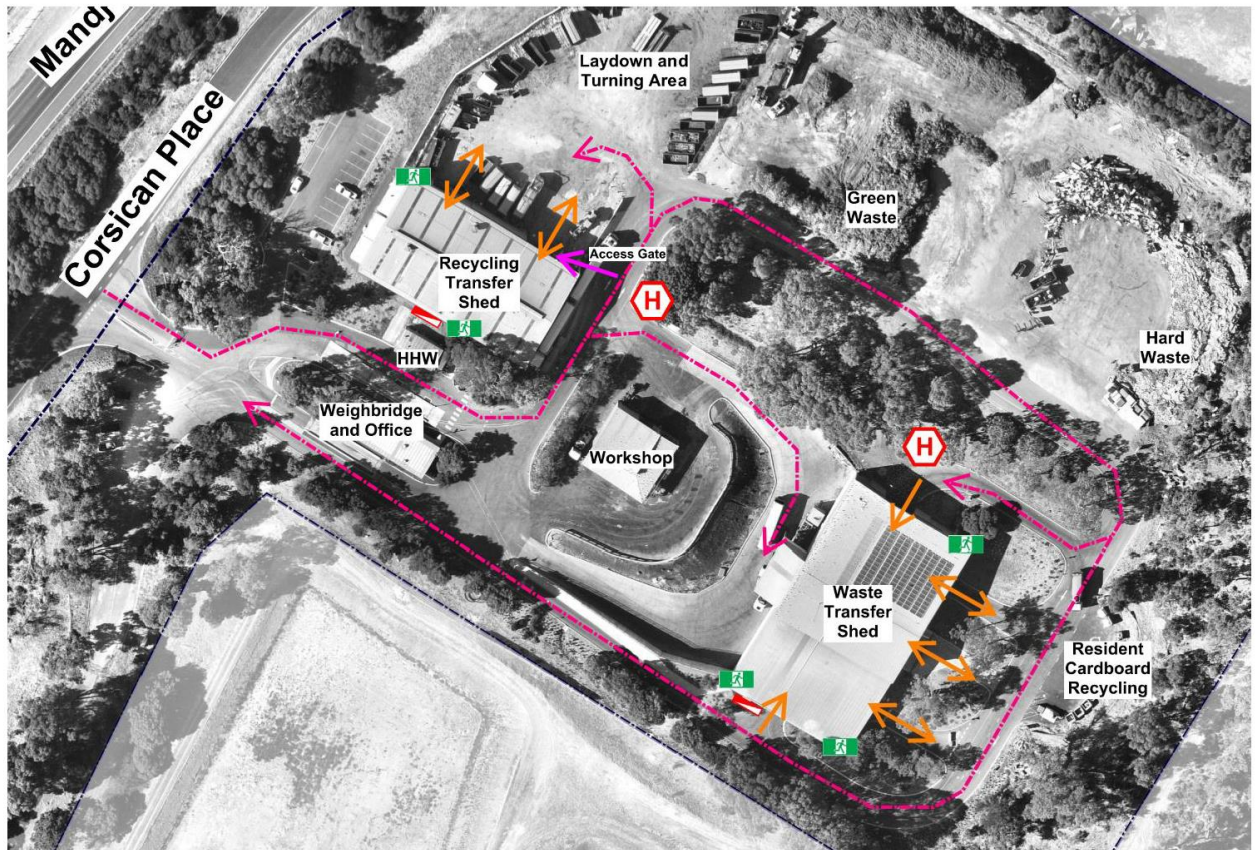 Mandj
Corsican Place
Laydown and
Turning Area
Green
Waste
Access Gate
Recycling
Transfer
Shed
H
HHW
Hard
Waste
Weighbridge
and Office
Workshop
H
Waste
Transfer
Shed
Resident
Cardboard
Recycling